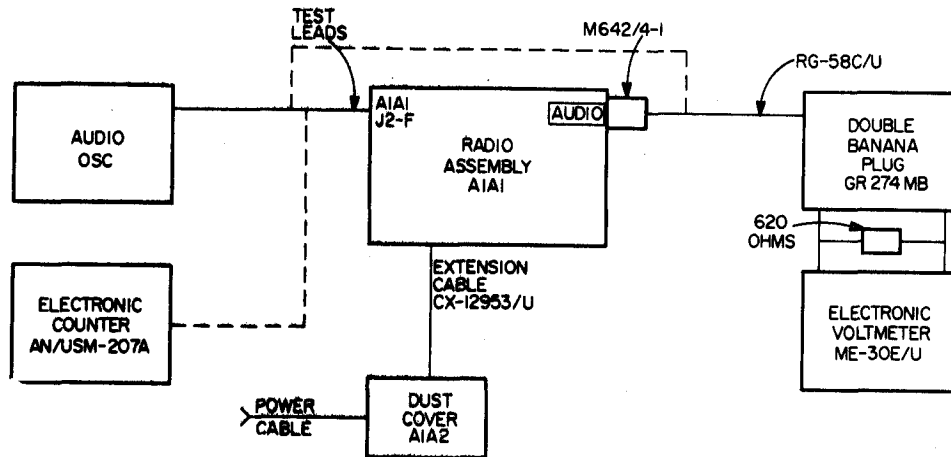 TEST
LEADS
M642/4-1
RG-58C/U
AUDIO
OSC
A1A1
J2-F
AUDIO
RADIO
ASSEMBLY
A1A1
DOUBLE
BANANA
PLUG
GR 274 MB
620
OHMS
ELECTRONIC
COUNTER
AN/USM-207A
EXTENSION
CABLE
CX-12953/U
ELECTRONIC
VOLTMETER
ME-30E/U
POWER
CABLE
DUST
COVER
A1A2